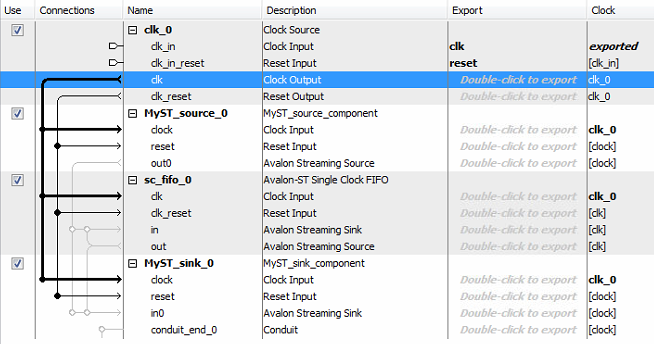 Use Connections Name Description Export Clock
clk_0 Clock Source
clk_in Clock Input clk exported
clk_in_reset Reset Input reset [clk_in]
clk Clock Output Double-click to export clk_0
clk_reset Reset Output Double-click to export clk_0
MyST_source_0 MyST_source_component
clock Clock Input Double-click to export clk_0
reset Reset Input Double-click to export [clock]
out0 Avalon Streaming Source Double-click to export [clock]
sc_fifo_0 Avalon-ST Single Clock FIFO
clk Clock Input Double-click to export clk_0
clk_reset Reset Input Double-click to export [clk]
in Avalon Streaming Sink Double-click to export [clk]
out Avalon Streaming Source Double-click to export [clk]
MyST_sink_0 MyST_sink_component
clock Clock Input Double-click to export clk_0
reset Reset Input Double-click to export [clock]
in0 Avalon Streaming Sink Double-click to export [clock]
conduit_end_0 Conduit Double-click to export [clock]